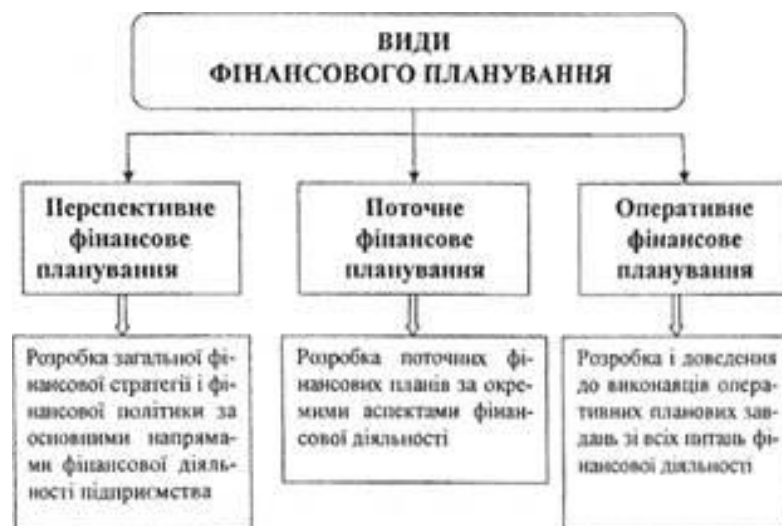 ВИДИ
ФІНАНСОВОГО ПЛАНУВАННЯ
Перспективне
фінансове
планування
Поточне
фінансове
планування
Оперативне
фінансове
планування
Розробка загальної фі-
нансової стратегії і фі-
нансової політики за
основними напряма-
ми фінансової діяль-
ності підприємства
Розробка поточних фі-
нансових планів за окре-
мими аспектами фінан-
сової діяльності
Розробка і доведення
до виконавців опера-
тивних планових зав-
дань зі всіх питань фі-
нансової діяльності